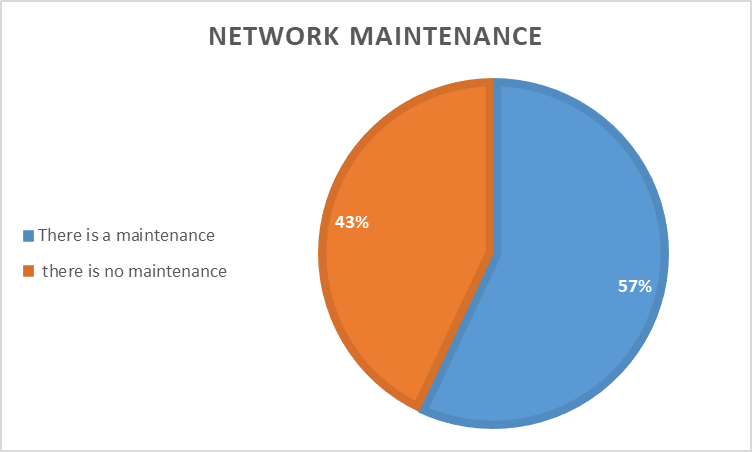 NETWORK MAINTENANCE
There is a maintenance
there is no maintenance
43%
57%